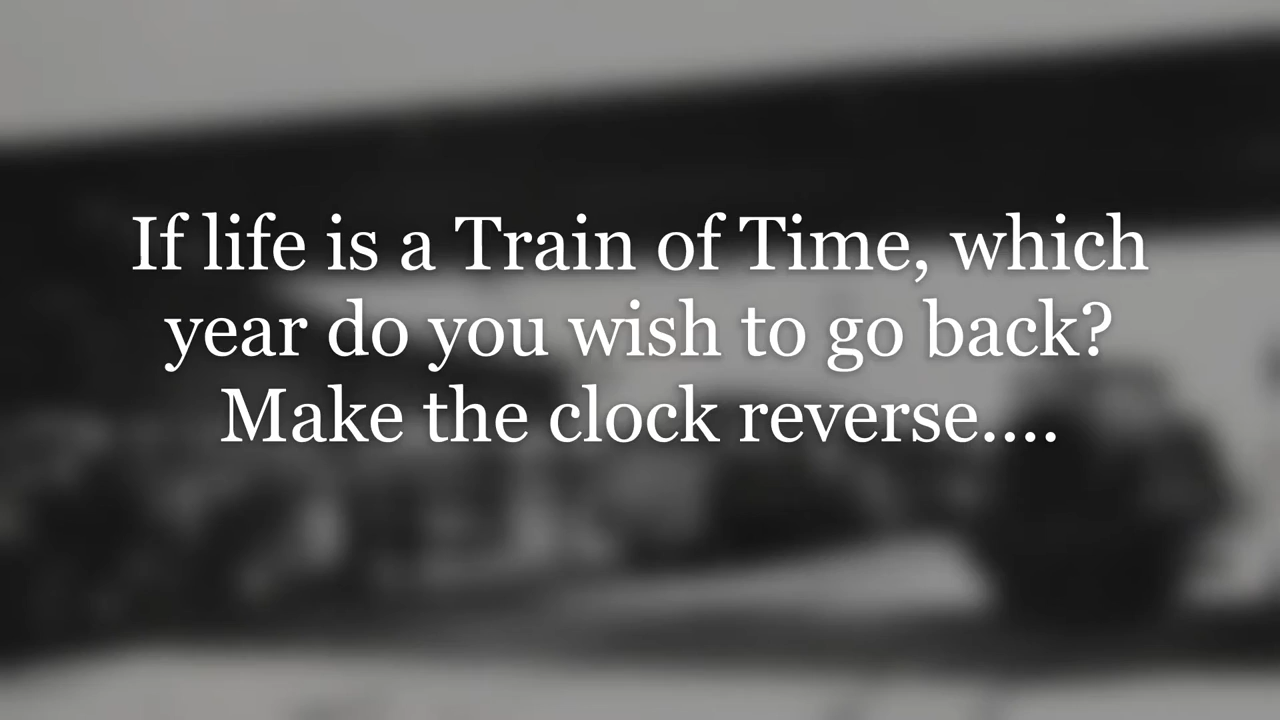 If life is a Train of Time, which
year do you wish to go back?
Make the clock reverse....